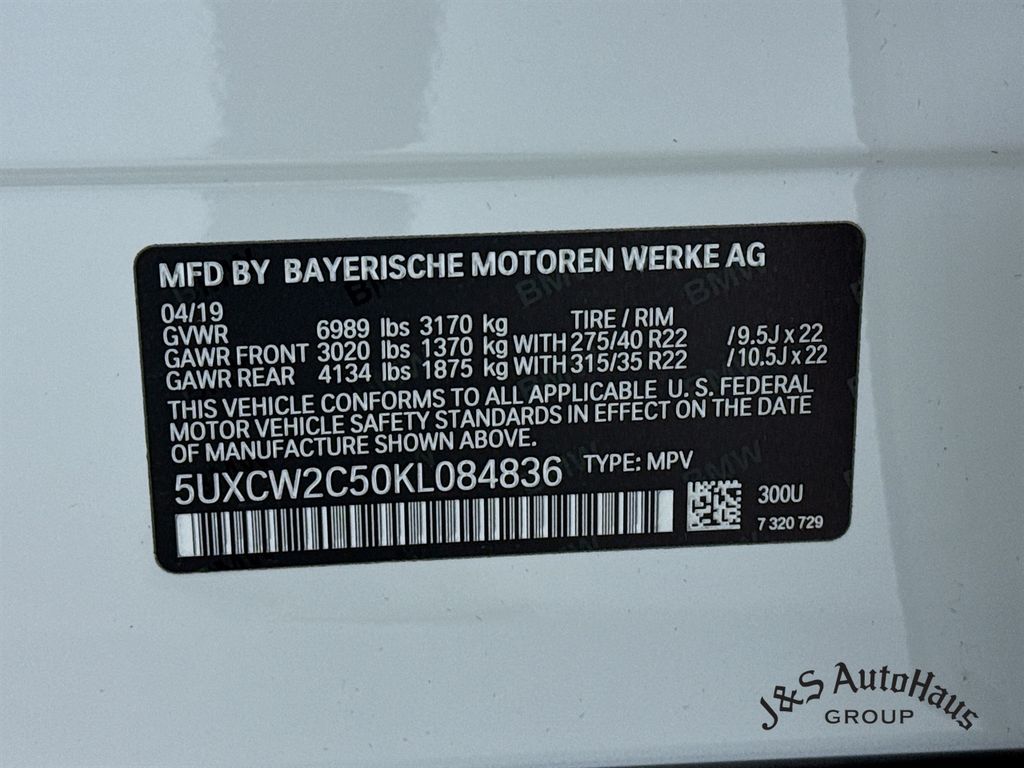 MFD BY BAYERISCHE MOTOREN WERKE AG
04/19 TIRE / RIM
GVWR 6989 lbs 3170 kg
GAWR FRONT 3020 lbs 1370 kg WITH 275/40 R22 /9.5J x 22
GAWR REAR 4134 lbs 1875 kg WITH 315/35 R22 /10.5J x 22
THIS VEHICLE CONFORMS TO ALL APPLICABLE U. S. FEDERAL
MOTOR VEHICLE SAFETY STANDARDS IN EFFECT ON THE DATE
OF MANUFACTURE SHOWN ABOVE.
5UXCW2C50KL084836 TYPE: MPV
300U
7 320 729
J&S AutoHaus
GROUP